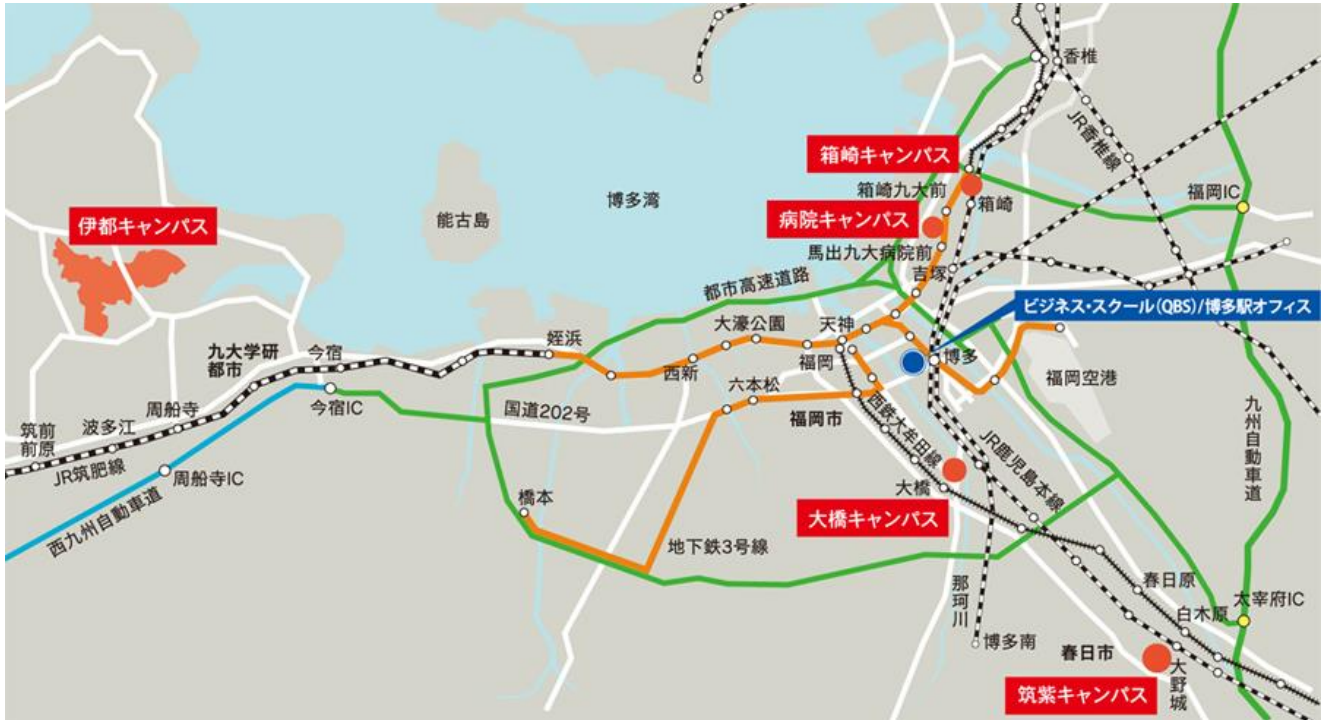 香椎
JR香椎線
箱崎キャンパス
箱崎九大前
福岡IC
伊都キャンパス
能古島
博多湾
病院キャンパス
箱崎
馬出九大病院前
吉塚
都市高速道路
ビジネス・スクール(QBS)/博多駅オフィス
大濠公園
天神
姪浜
九大学研
都市
今宿
西新
福岡
博多
福岡空港
六本松
周船寺
今宿IC
国道202号
福岡市
九州自動車道
筑前
前原
波多江
西鉄大牟田線
JR鹿児島本線
JR筑肥線
周船寺IC
大橋
西九州自動車道
橋本
大橋キャンパス
地下鉄3号線
那珂川
春日原
白木原
太宰府IC
博多南
春日市
大野城
筑紫キャンパス